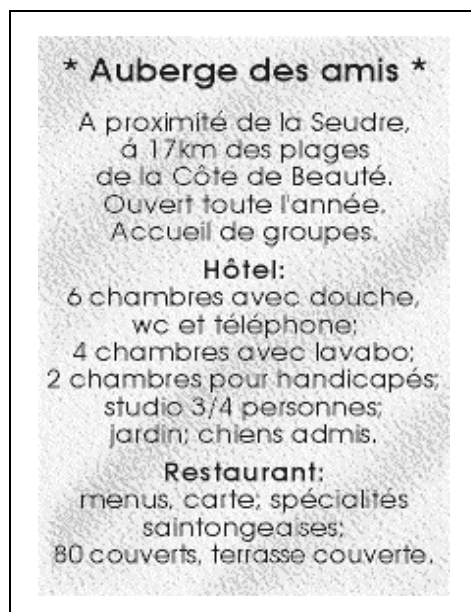 * Auberge des amis *
A proximité de la Seudre,
á 17km des plages
de la Côte de Beauté.
Ouvert toute l'année.
Accueil de groupes.
Hôtel:
6 chambres avec douche,
wc et téléphone;
4 chambres avec lavabo;
2 chambres pour handicapés;
studio 3/4 personnes;
jardin; chiens admis.
Restaurant:
menus, carte; spécialités
saintongeaises;
80 couverts, terrasse couverte.